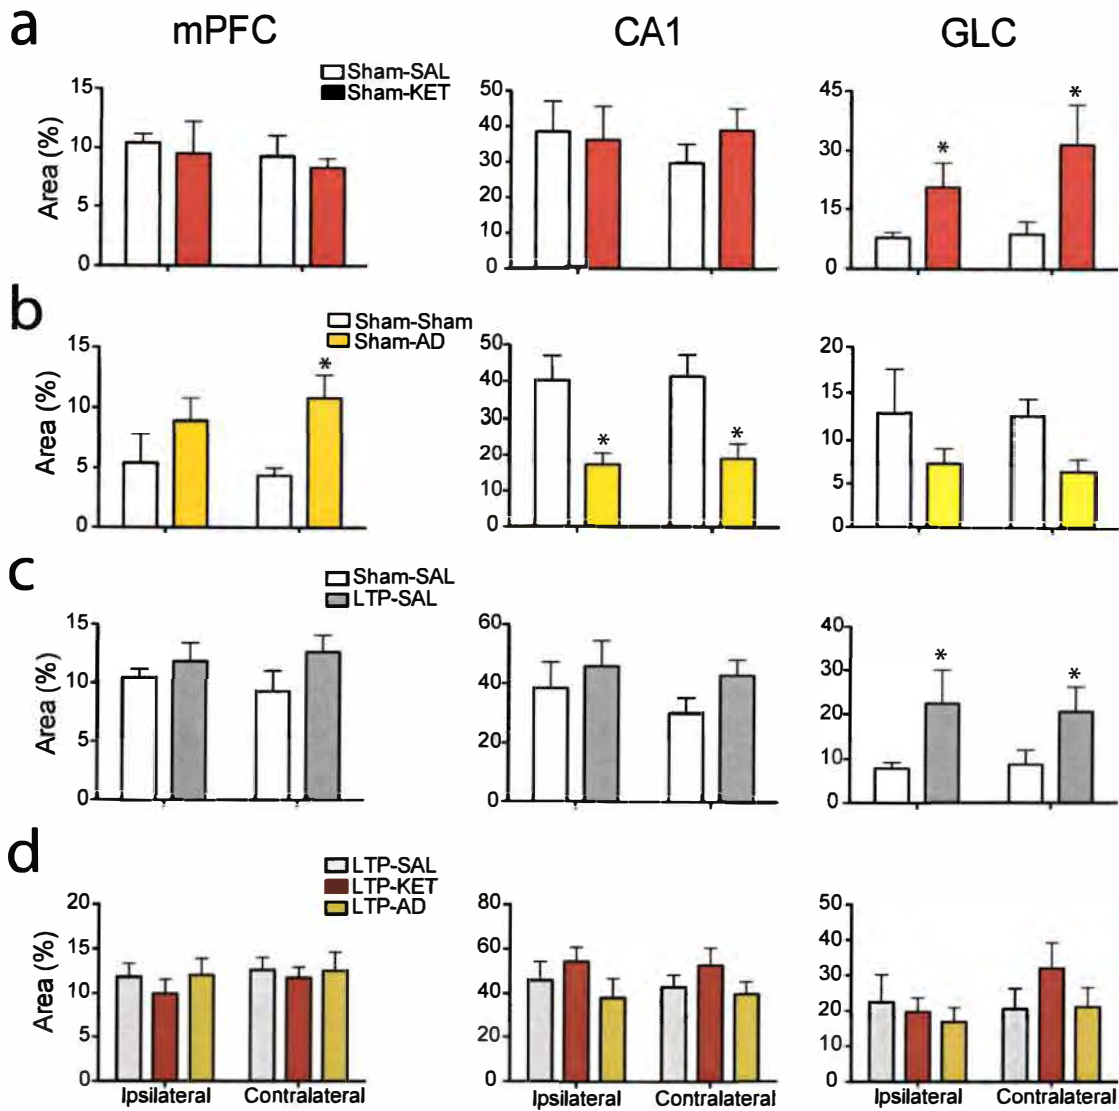 a
mPFC
CA1
GLC
Sham-SAL
Sham-KET
Area (%)
15
10
5
0
50
40
30
20
10
0
45
30
15
0
*
*
b
Sham-Sham
Sham-AD
Area (%)
15
10
5
0
*
50
40
30
20
10
0
*
*
20
15
10
5
0
c
Sham-SAL
LTP-SAL
Area (%)
15
10
5
0
60
40
20
0
40
30
20
10
0
*
*
d
LTP-SAL
LTP-KET
LTP-AD
Area (%)
20
15
10
5
0
Ipsilateral
Contralateral
80
60
40
20
0
Ipsilateral
Contralateral
50
40
30
20
10
0
Ipsilateral
Contralateral